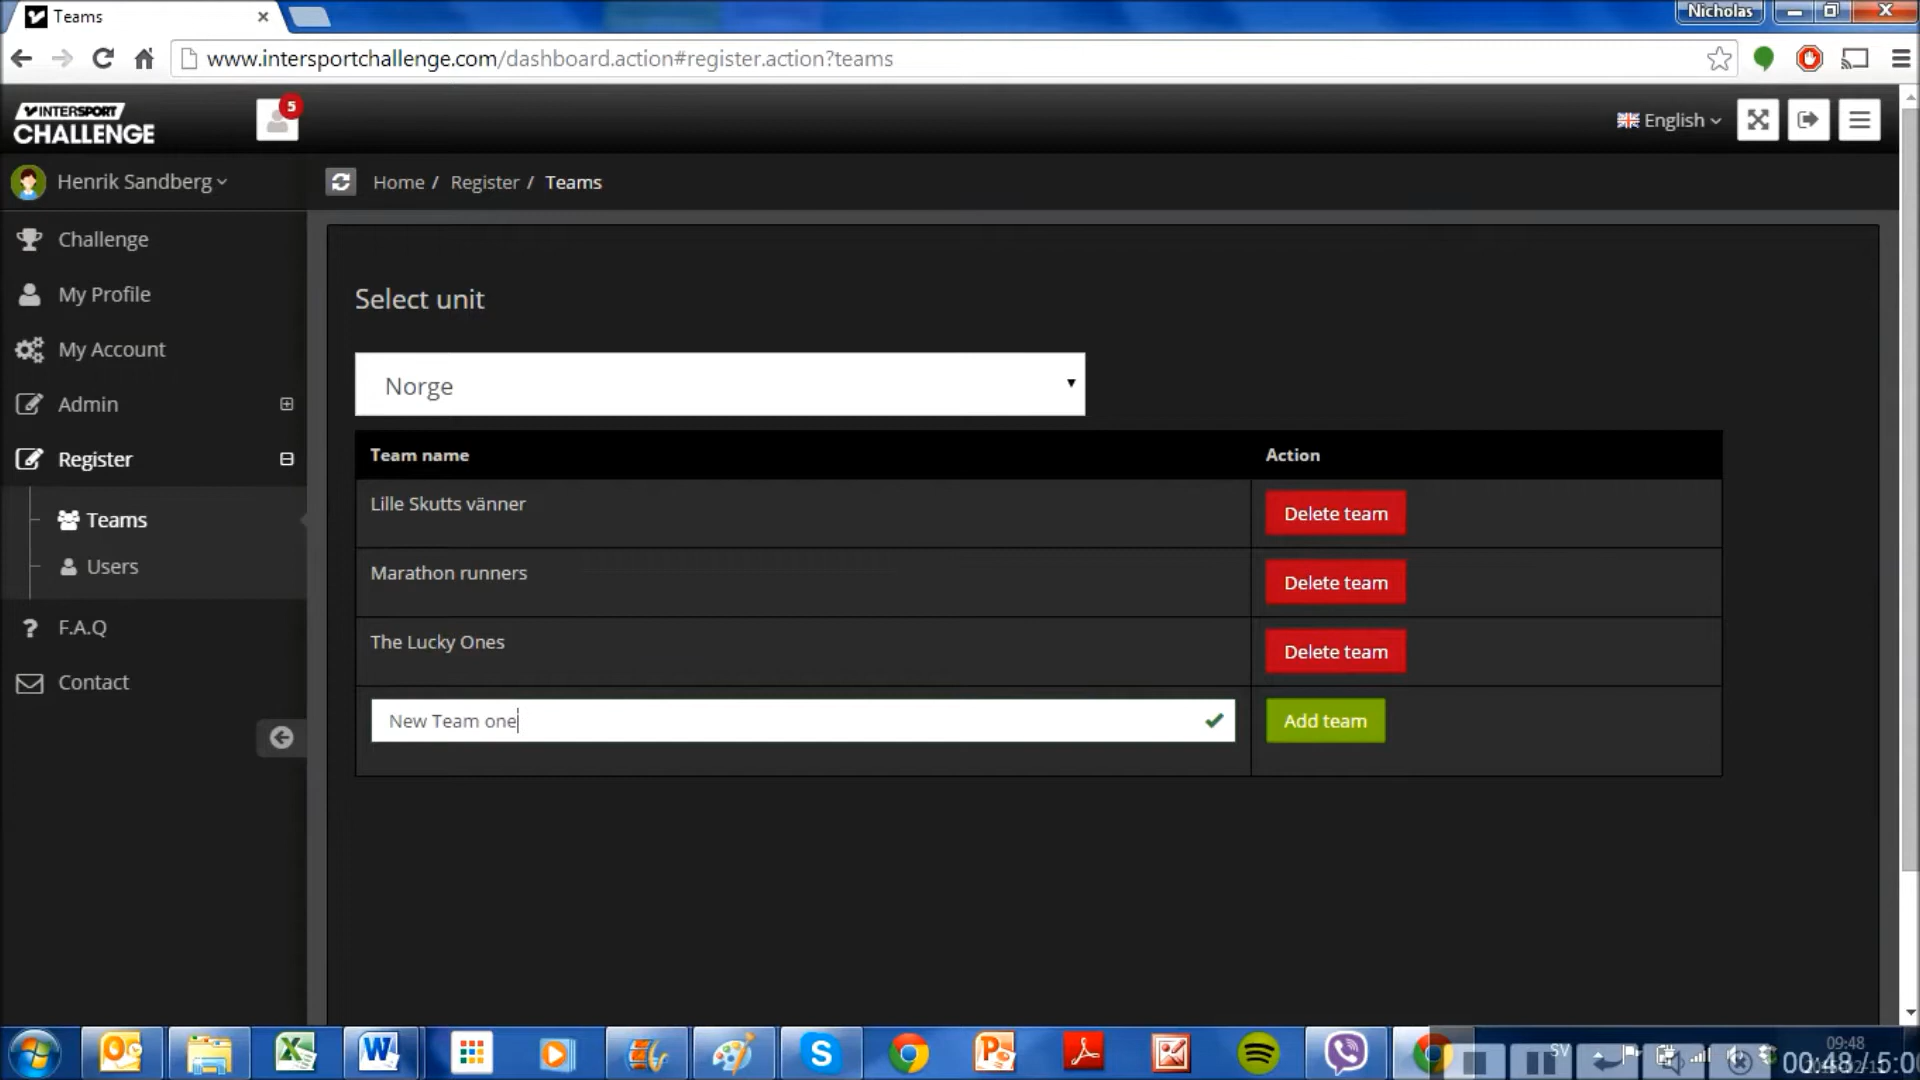 Teams
Nicholas
www.intersportchallenge.com/dashboard.action#register.action?teams
INTERSPORT
CHALLENGE
5
English
Henrik Sandberg
Home / Register / Teams
Challenge
My Profile
My Account
Admin
Register
Teams
Users
F.A.Q
Contact
Select unit
Norge
Team name Action
Lille Skutts vänner Delete team
Marathon runners Delete team
The Lucky Ones Delete team
New Team one Add team
SV
09:48
00:48 / 5:0